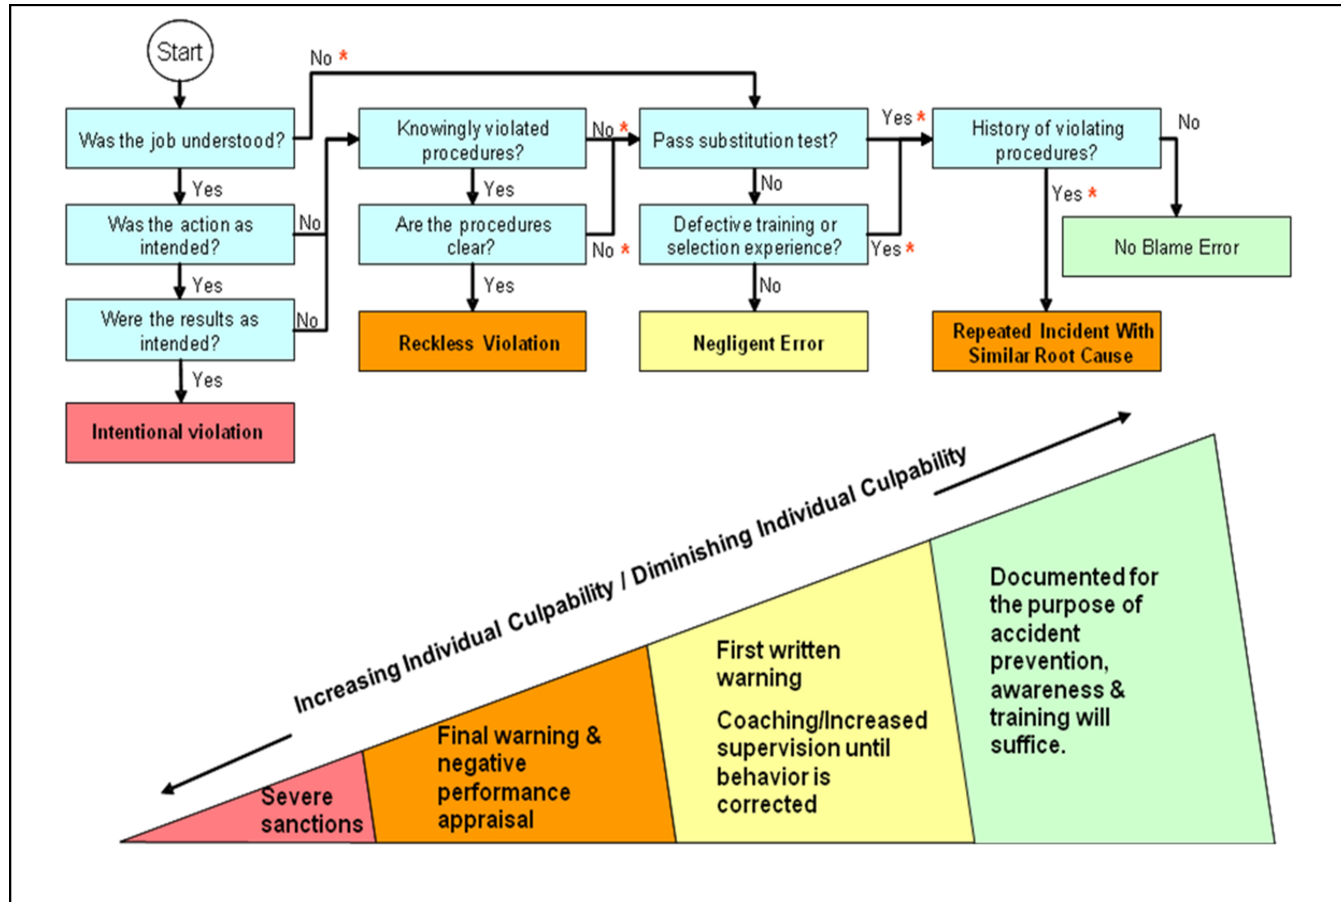 Start
No *
Was the job understood?
Yes
Was the action as
intended?
No
Yes
Were the results as
intended?
No
Yes
Intentional violation
Knowingly violated
procedures?
No *
Yes
Are the procedures
clear?
No *
Yes
Reckless Violation
Pass substitution test?
Yes *
No
Defective training or
selection experience?
Yes *
No
Negligent Error
History of violating
procedures?
No
Yes *
No Blame Error
Repeated Incident With
Similar Root Cause
Increasing Individual Culpability / Diminishing Individual Culpability
Severe
sanctions
Final warning &
negative
performance
appraisal
First written
warning
Coaching/Increased
supervision until
behavior is
corrected
Documented for
the purpose of
accident
prevention,
awareness &
training will
suffice.